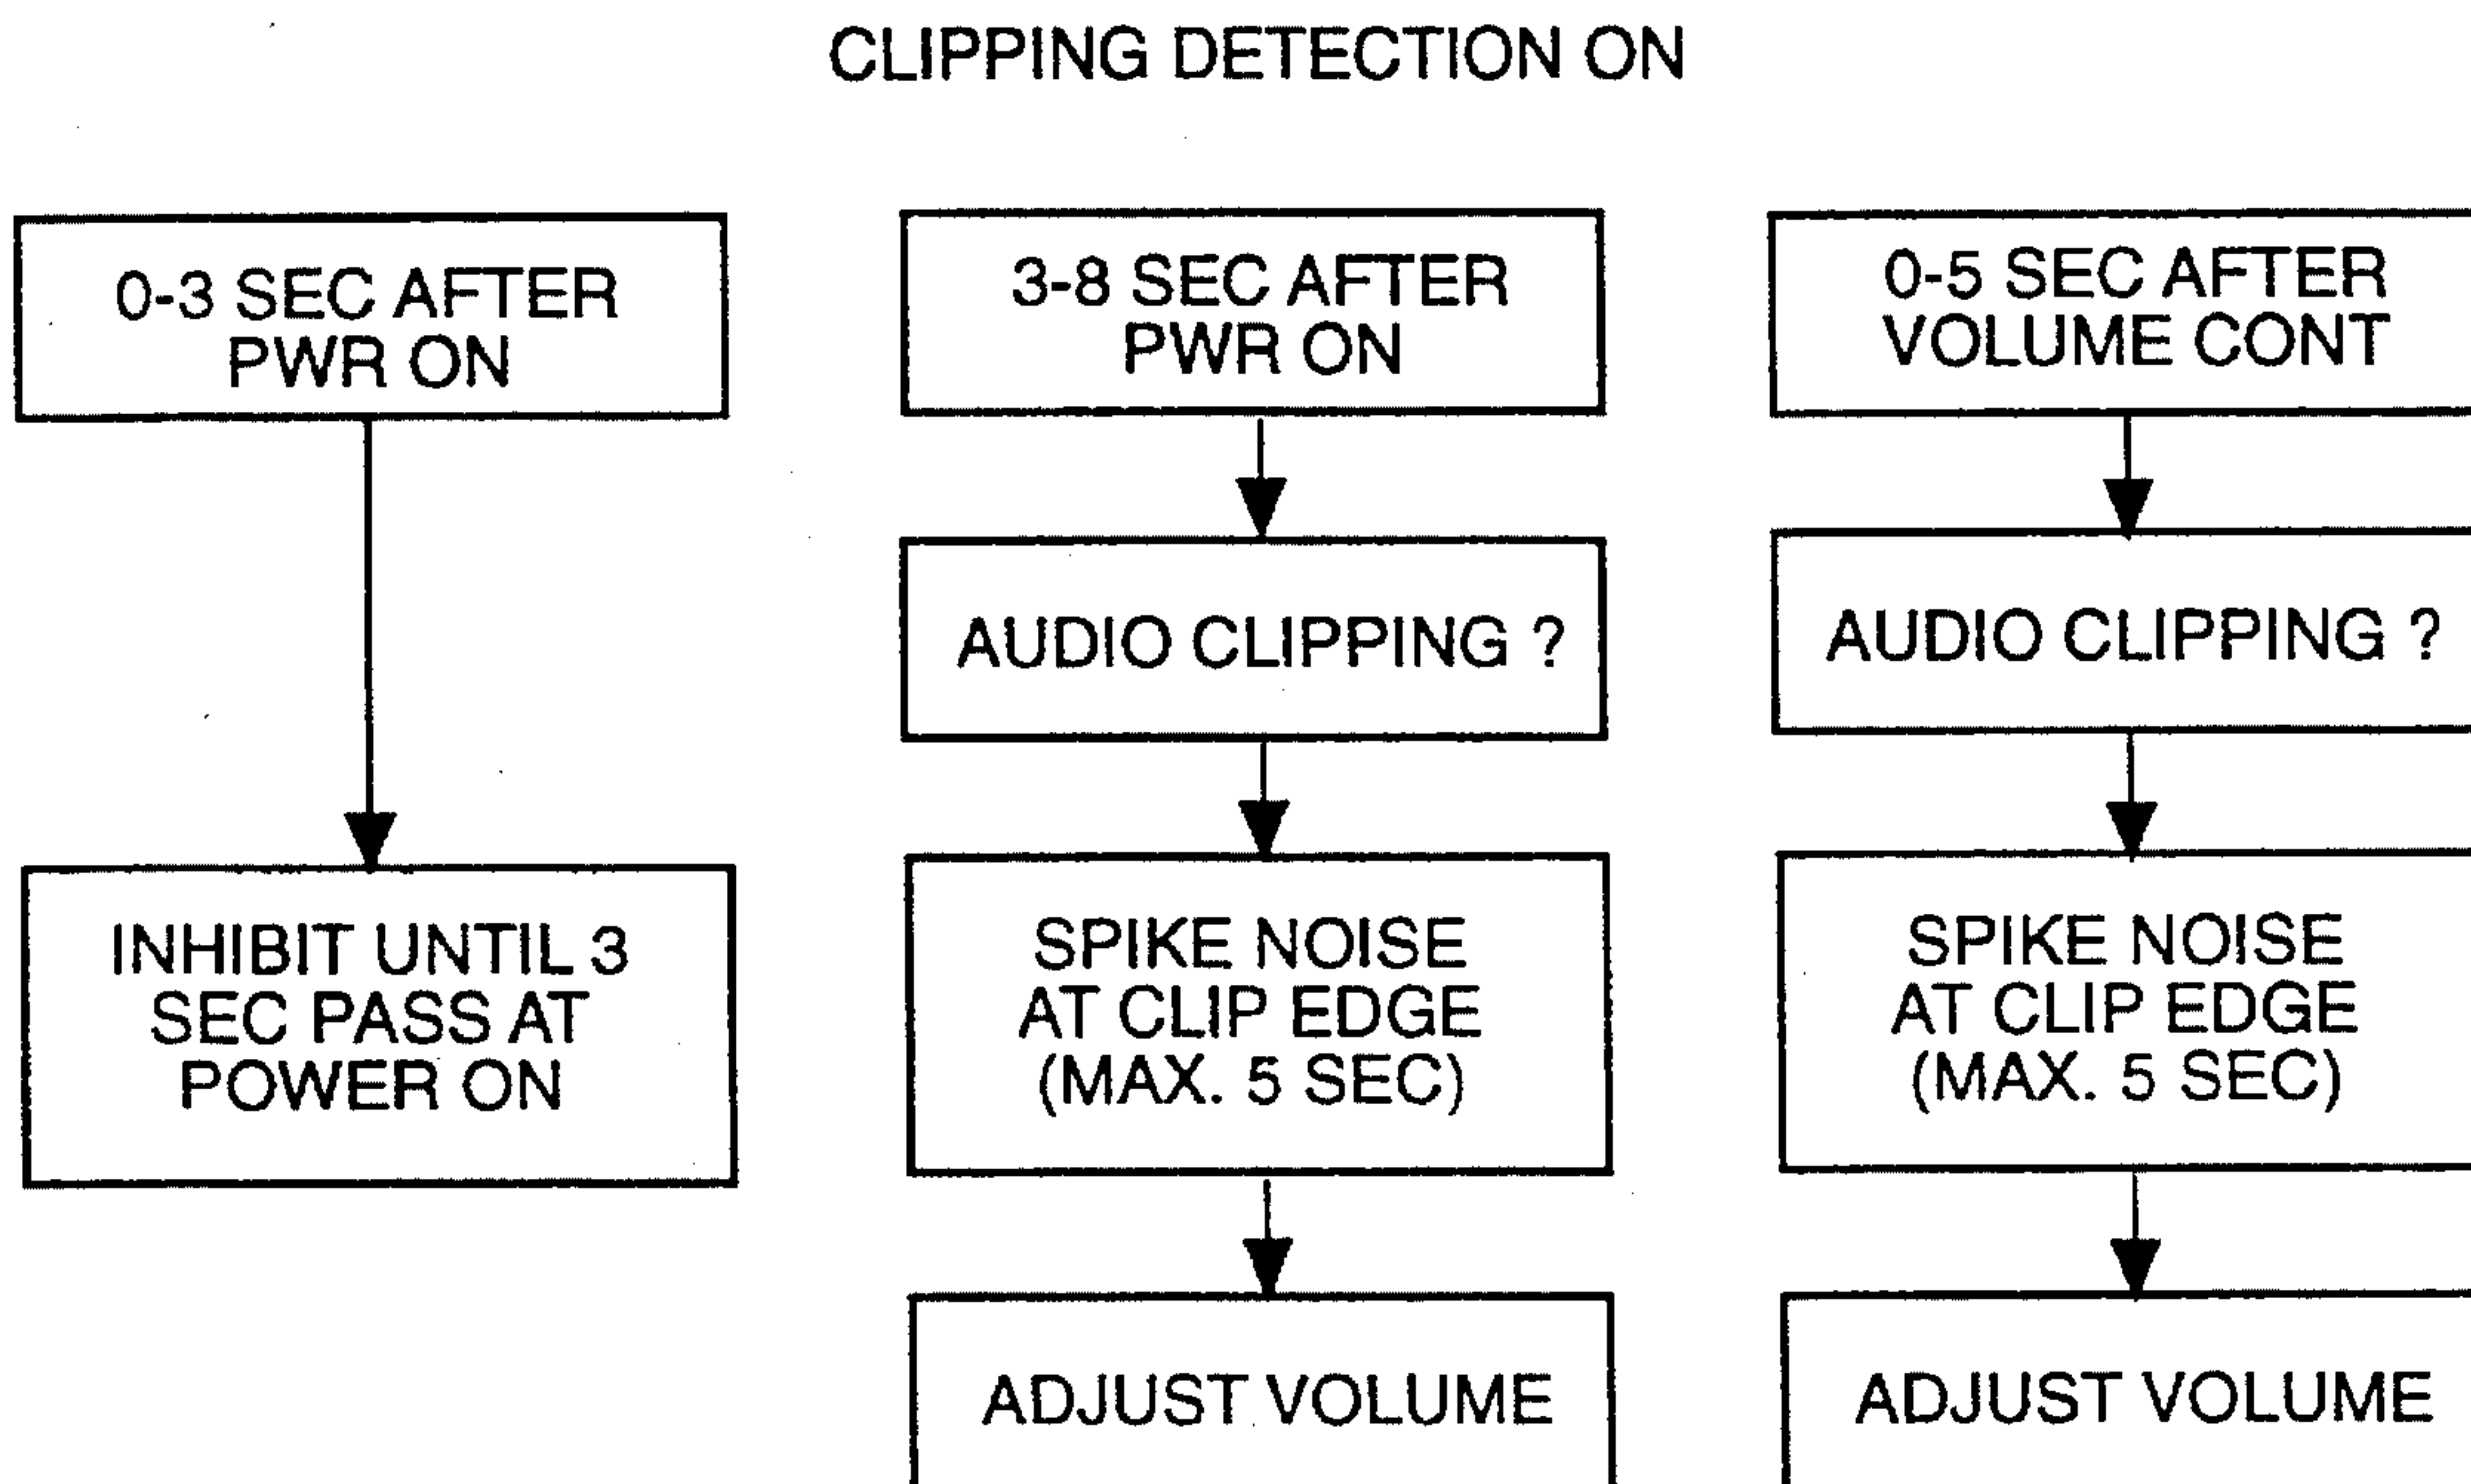 CLIPPING DETECTION ON
0-3 SEC AFTER
PWR ON
INHIBIT UNTIL 3
SEC PASS AT
POWER ON
3-8 SEC AFTER
PWR ON
AUDIO CLIPPING ?
SPIKE NOISE
AT CLIP EDGE
(MAX. 5 SEC)
ADJUST VOLUME
0-5 SEC AFTER
VOLUME CONT
AUDIO CLIPPING ?
SPIKE NOISE
AT CLIP EDGE
(MAX. 5 SEC)
ADJUST VOLUME